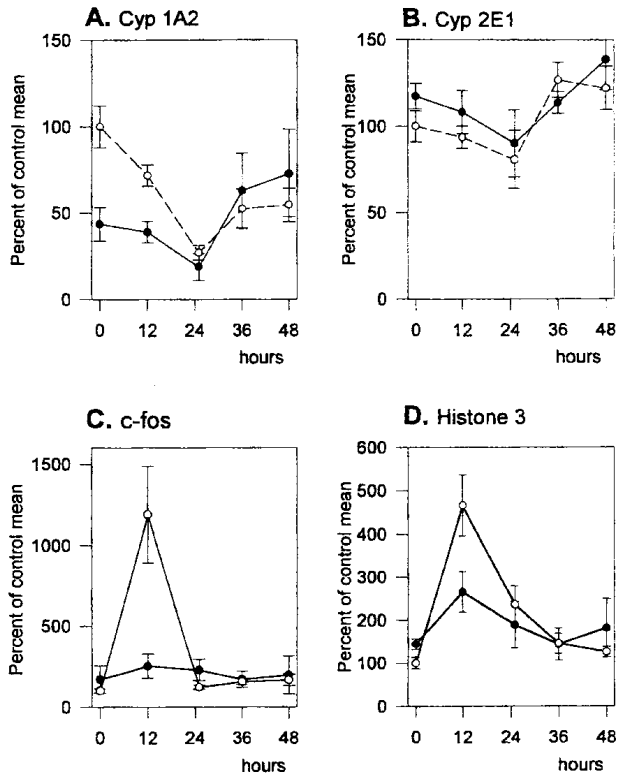 A. Cyp 1A2
Percent of control mean
150
100
50
0
0 12 24 36 48
hours
B. Cyp 2E1
Percent of control mean
150
100
50
0
0 12 24 36 48
hours
C. c-fos
Percent of control mean
1500
1000
500
0
0 12 24 36 48
hours
D. Histone 3
Percent of control mean
600
500
400
300
200
100
0
0 12 24 36 48
hours